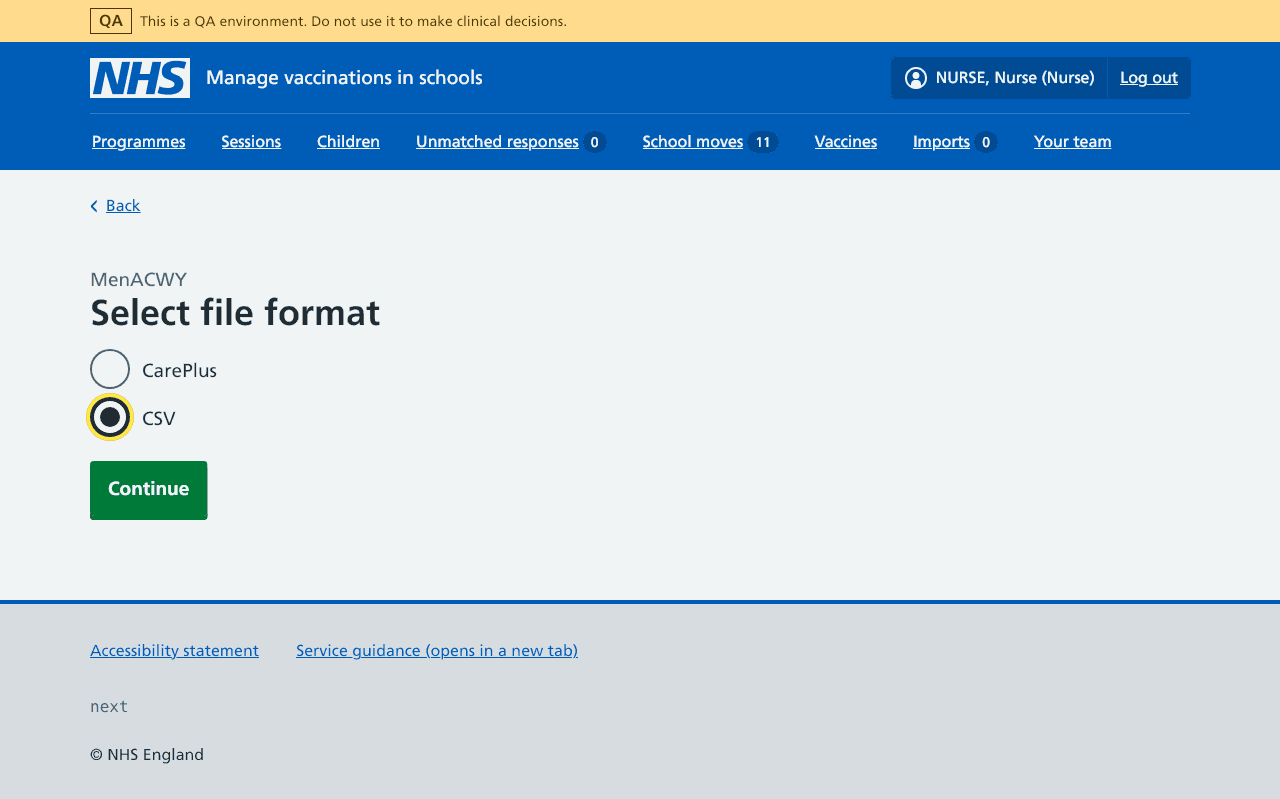 QA This is a QA environment. Do not use it to make clinical decisions.
NHS Manage vaccinations in schools NURSE, Nurse (Nurse) Log out
Programmes Sessions Children Unmatched responses 0 School moves 11 Vaccines Imports 0 Your team
Back
MenACWY
Select file format
CarePlus
CSV
Continue
Accessibility statement Service guidance (opens in a new tab)
next
© NHS England